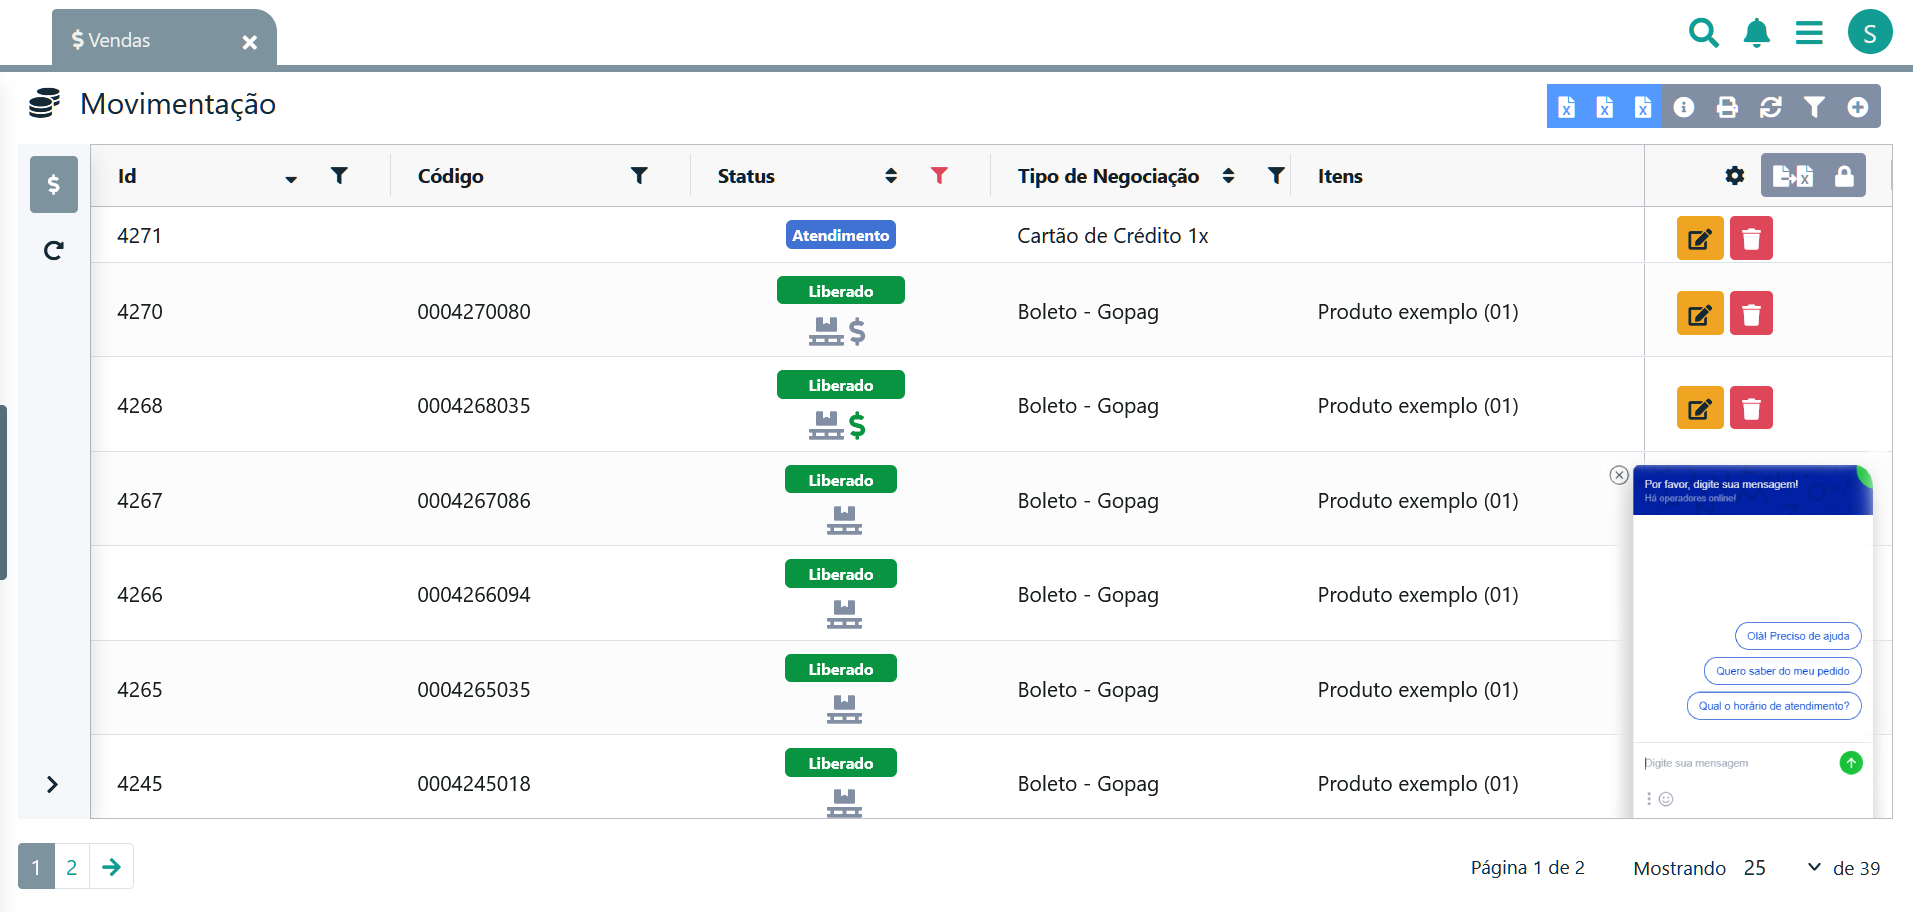 $ Vendas
S
Movimentação
Id
Código
Status
Tipo de Negociação
Itens
4271
Atendimento
Cartão de Crédito 1x
4270
0004270080
Liberado
Boleto - Gopag
Produto exemplo (01)
4268
0004268035
Liberado
Boleto - Gopag
Produto exemplo (01)
4267
0004267086
Liberado
Boleto - Gopag
Produto exemplo (01)
4266
0004266094
Liberado
Boleto - Gopag
Produto exemplo (01)
4265
0004265035
Liberado
Boleto - Gopag
Produto exemplo (01)
4245
0004245018
Liberado
Boleto - Gopag
Produto exemplo (01)
Por favor, digite sua mensagem!
Há operadores online!
Olá! Preciso de ajuda
Quero saber do meu pedido
Qual o horário de atendimento?
Digite sua mensagem
1
2
Página 1 de 2
Mostrando 25 de 39